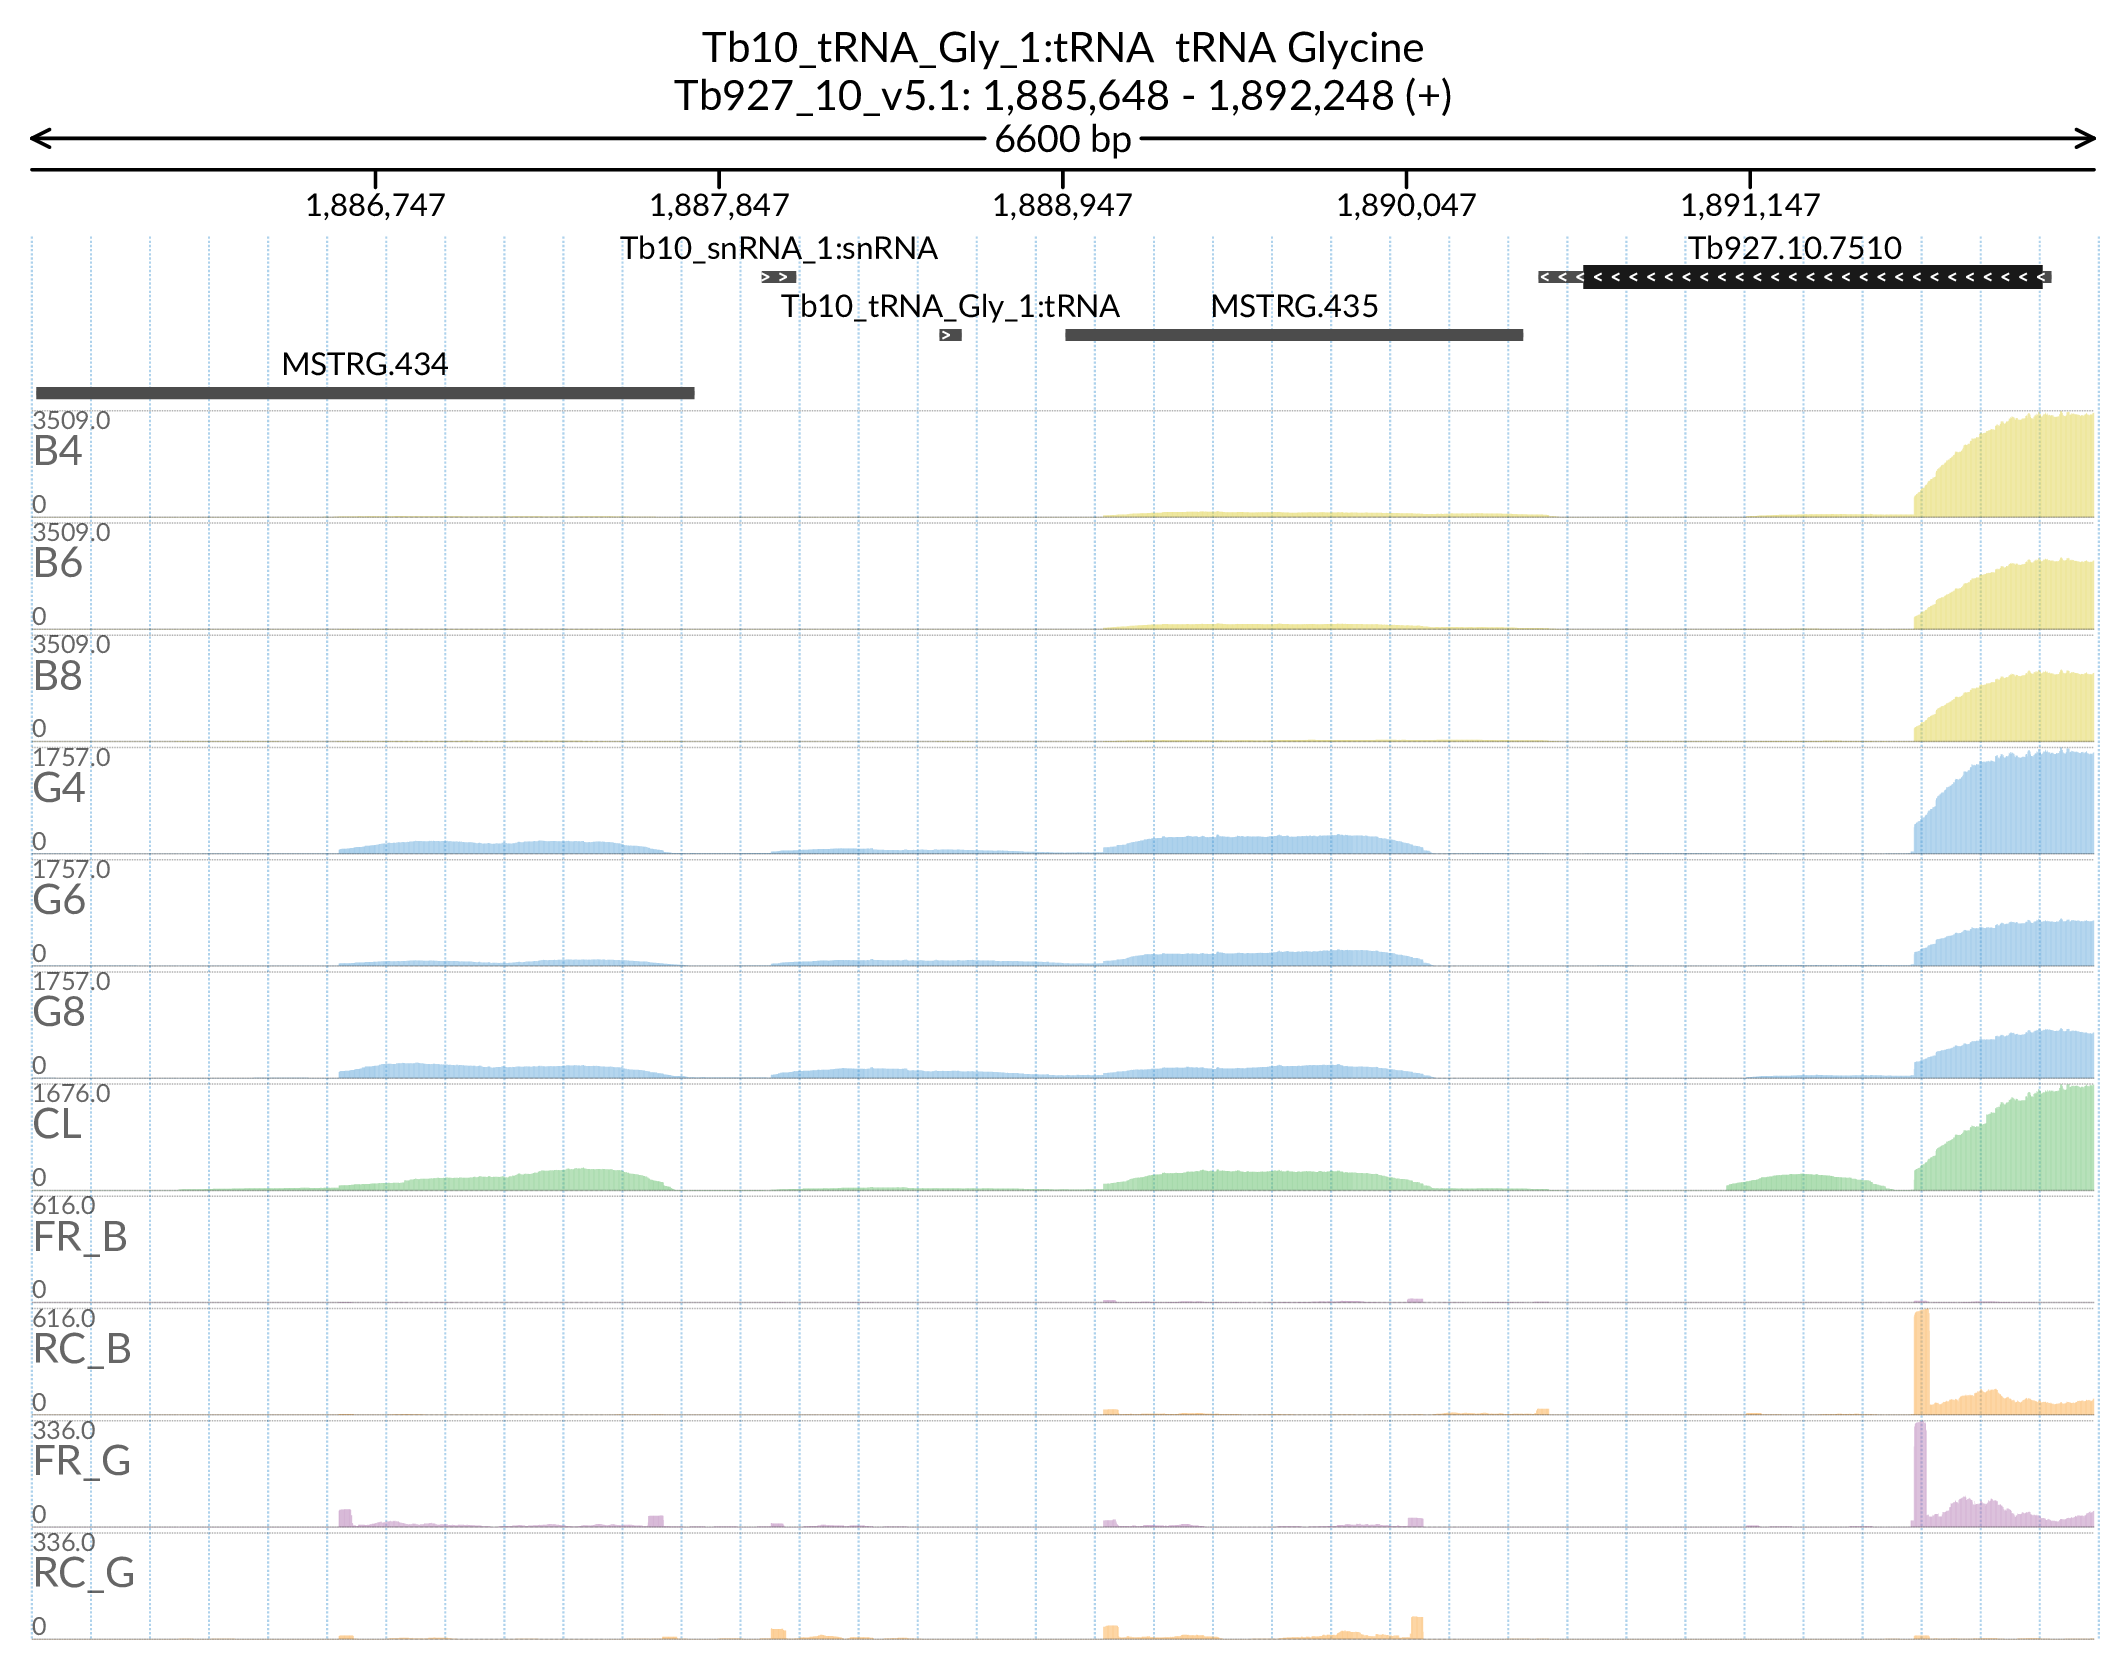 Tb10_tRNA_Gly_1:tRNA  tRNA Glycine
Tb927_10_v5.1: 1,885,648 - 1,892,248 (+)
6600 bp
1,886,747 1,887,847 1,888,947 1,890,047 1,891,147
Tb10_snRNA_1:snRNA Tb927.10.7510
Tb10_tRNA_Gly_1:tRNA MSTRG.435
MSTRG.434
3509.0
B4
0
3509.0
B6
0
3509.0
B8
0
1757.0
G4
0
1757.0
G6
0
1757.0
G8
0
1676.0
CL
0
616.0
FR_B
0
616.0
RC_B
0
336.0
FR_G
0
336.0
RC_G
0